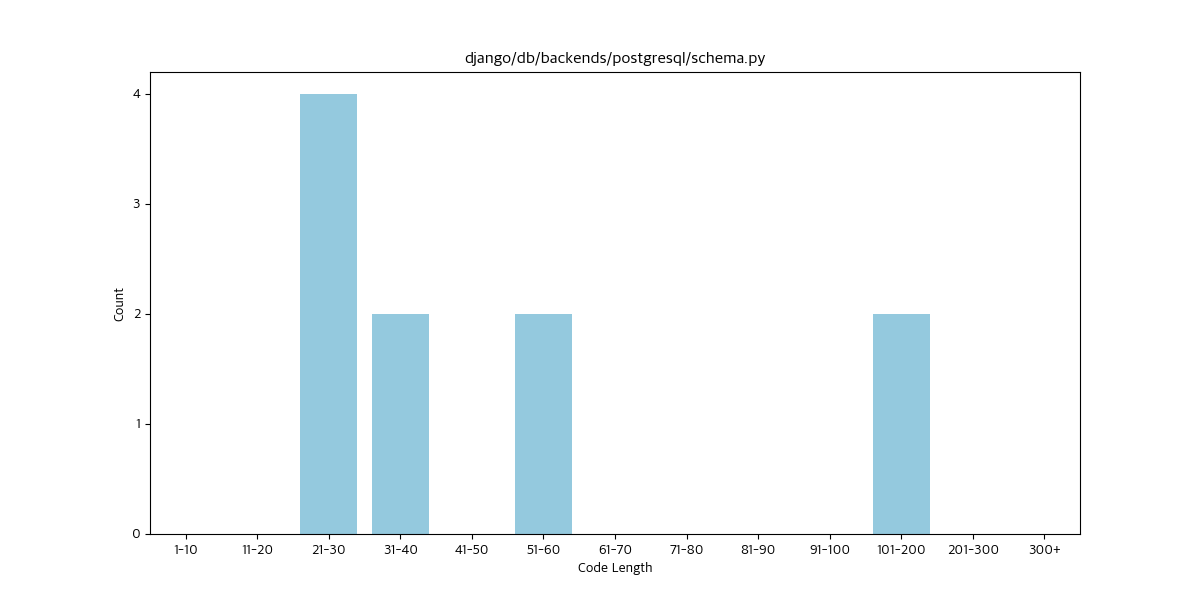 django/db/backends/postgresql/schema.py
4
3
2
1
0
Count
1-10 11-20 21-30 31-40 41-50 51-60 61-70 71-80 81-90 91-100 101-200 201-300 300+
Code Length